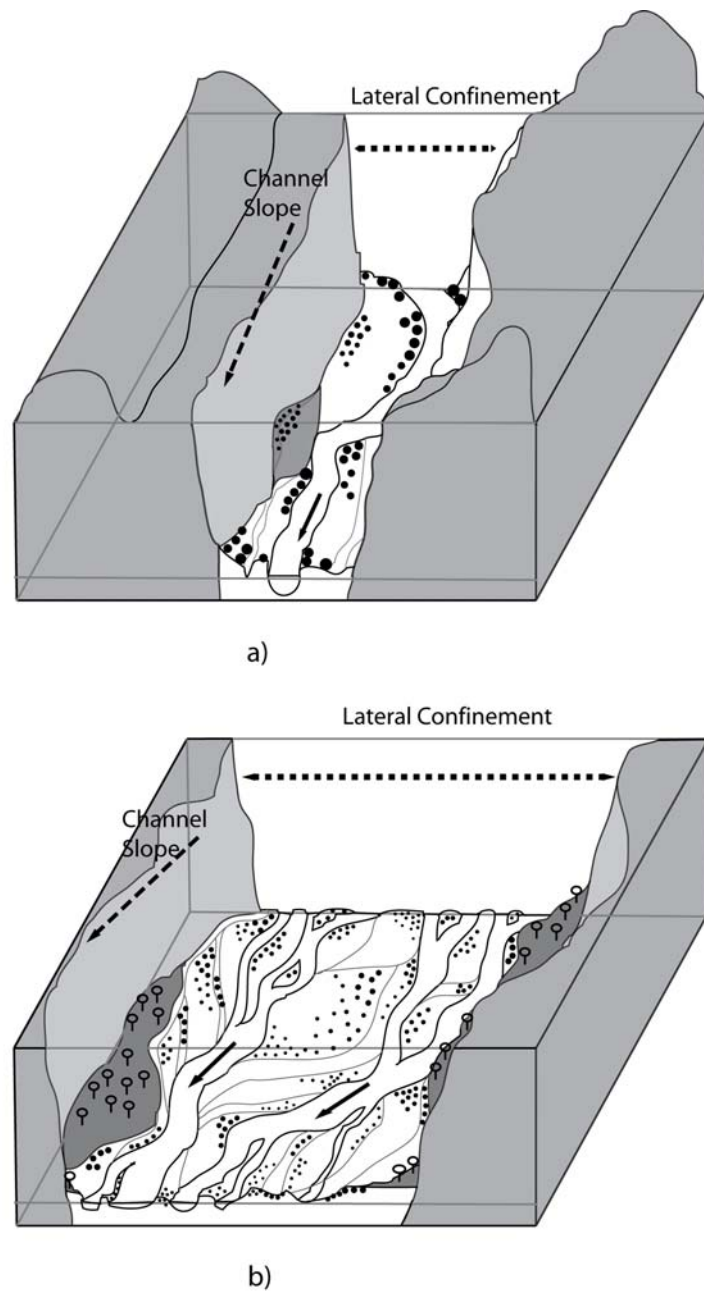 Lateral Confinement
Channel
Slope
a)
Lateral Confinement
Channel
Slope
b)